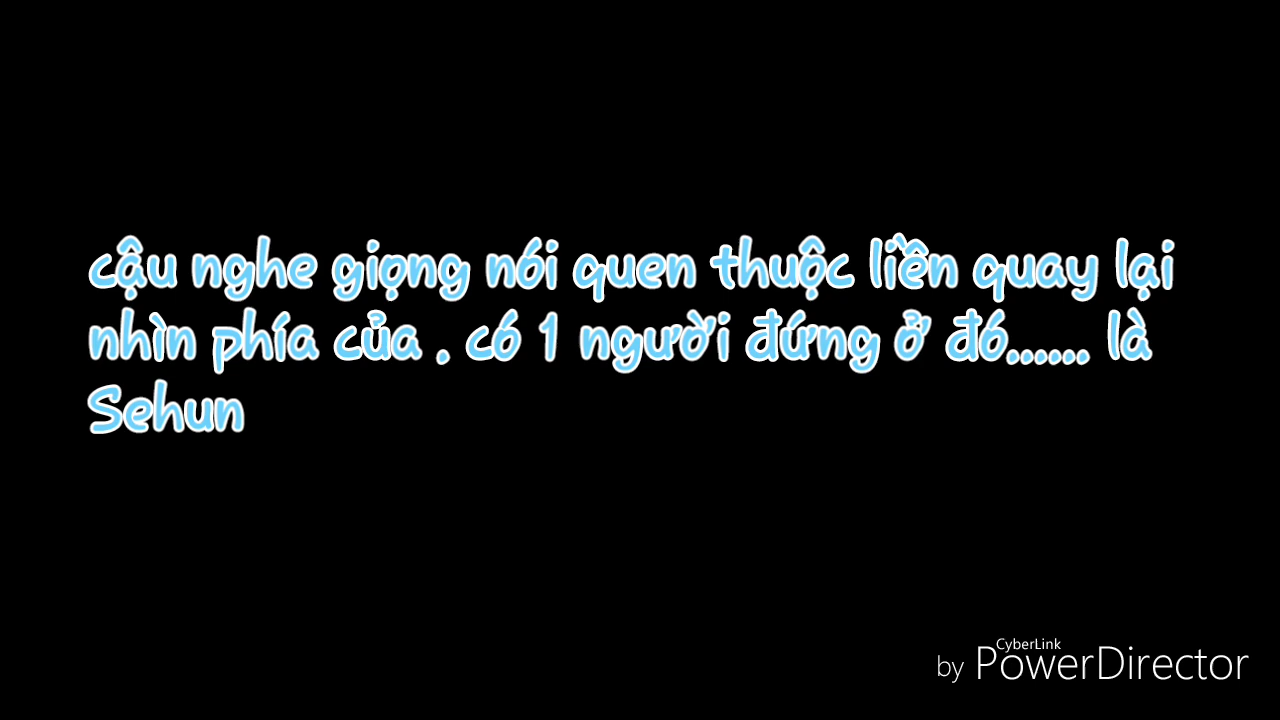 cậu nghe giọng nói quen thuộc liền quay lại
nhìn phía của . có 1 người đứng ở đó...... là
Sehun
CyberLink
by PowerDirector